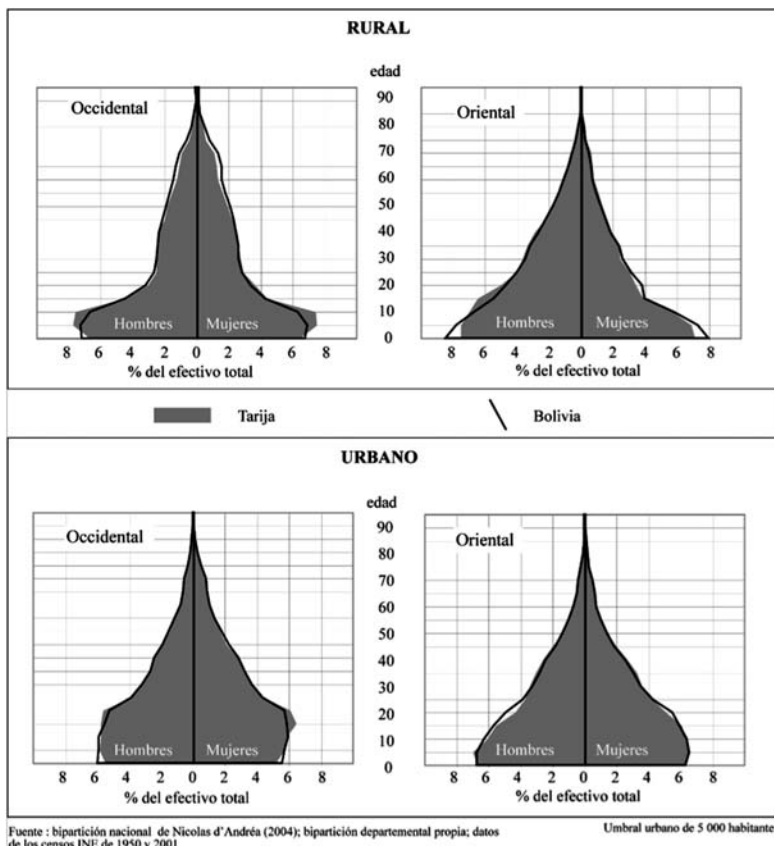 RURAL
edad
Occidental
Oriental
90
80
70
60
50
40
30
20
10
0
Hombres Mujeres
Hombres Mujeres
8 6 4 2 0 2 4 6 8
8 6 4 2 0 2 4 6 8
% del efectivo total
% del efectivo total
Tarija
Bolivia
URBANO
edad
Occidental
Oriental
90
80
70
60
50
40
30
20
10
0
Hombres Mujeres
Hombres Mujeres
8 6 4 2 0 2 4 6 8
8 6 4 2 0 2 4 6 8
% del efectivo total
% del efectivo total
Fuente : bipartición nacional de Nicolas d'Andréa (2004); bipartición departemental propia; datos
de los censos INE de 1950 y 2001
Umbral urbano de 5 000 habitante